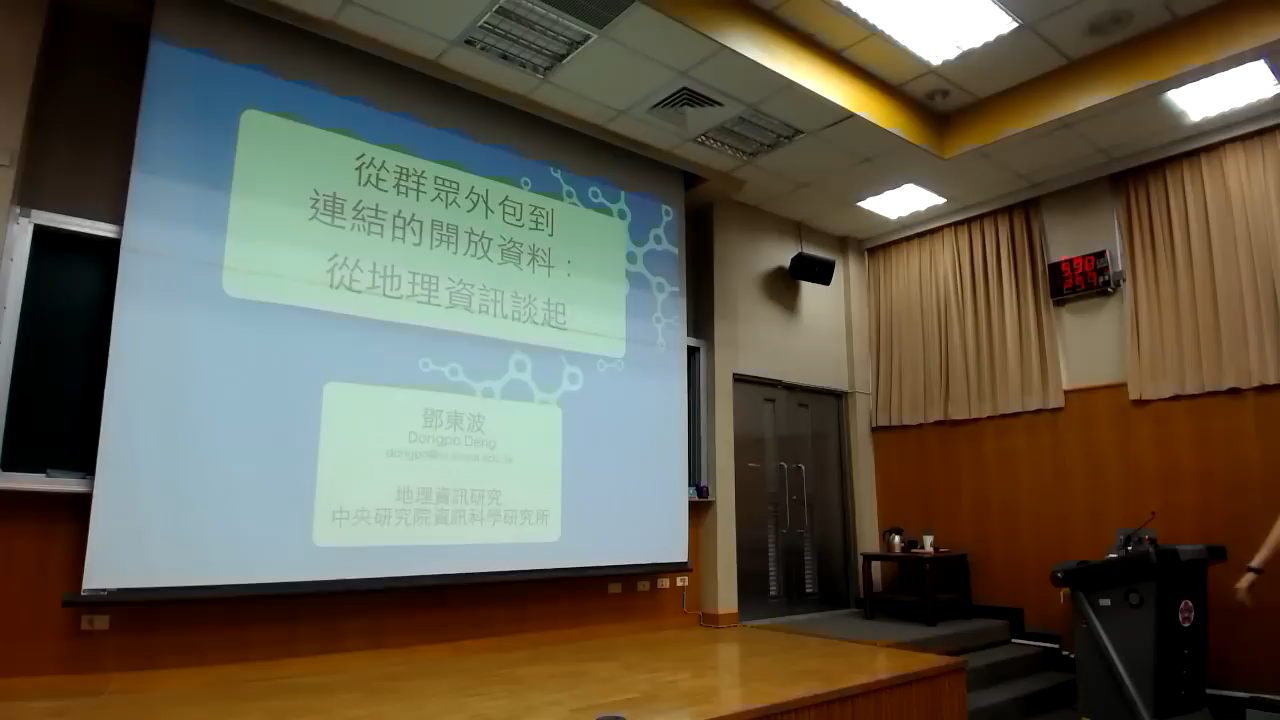 從群眾外包到
連結的開放資料：
從地理資訊談起
鄧東波
Dongpo Deng
地理資訊研究
中央研究院資訊科學研究所